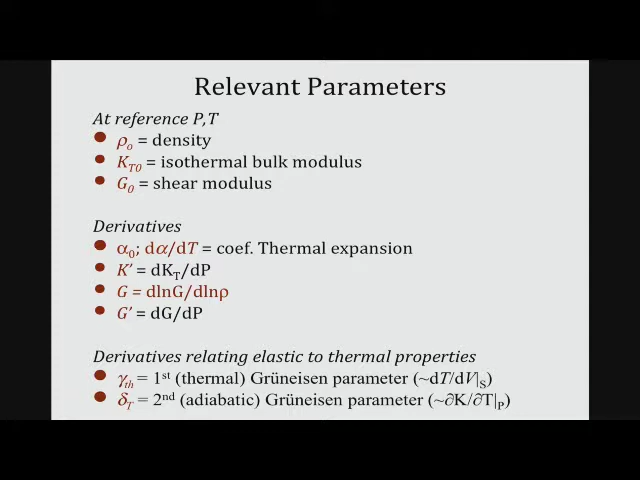 Relevant Parameters
At reference P,T
ρo = density
KT0 = isothermal bulk modulus
G0 = shear modulus
Derivatives
α0; dα/dT = coef. Thermal expansion
K' = dKT/dP
G = dlnG/dlnρ
G' = dG/dP
Derivatives relating elastic to thermal properties
γth = 1st (thermal) Grüneisen parameter (~dT/dV|S)
δT = 2nd (adiabatic) Grüneisen parameter (~∂K/∂T|P)